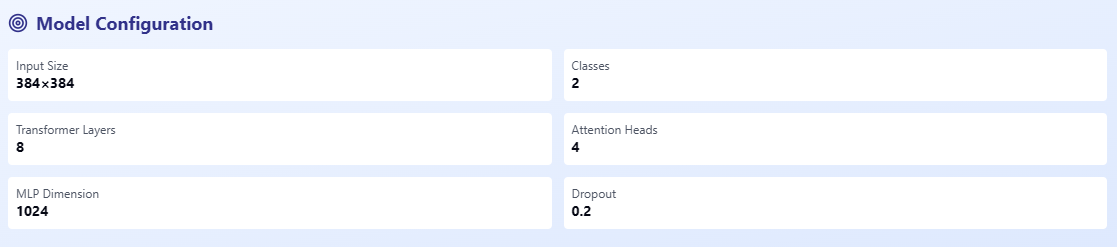 Model Configuration
Input Size
384×384
Classes
2
Transformer Layers
8
Attention Heads
4
MLP Dimension
1024
Dropout
0.2